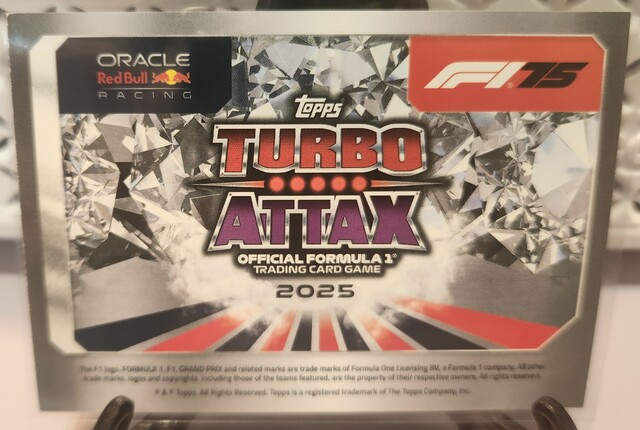 ORACLE
Red Bull
RACING
F1 75
Topps
TURBO
ATTAX
OFFICIAL FORMULA 1®
TRADING CARD GAME
2025
The F1 logo, FORMULA 1, F1, GRAND PRIX and related marks are trade marks of Formula One Licensing BV, a Formula 1 company. All other
trade marks, logos and copyrights, including those of the teams featured, are the property of their respective owners. All rights reserved.
® & © Topps. All Rights Reserved. Topps is a registered trademark of The Topps Company, Inc.